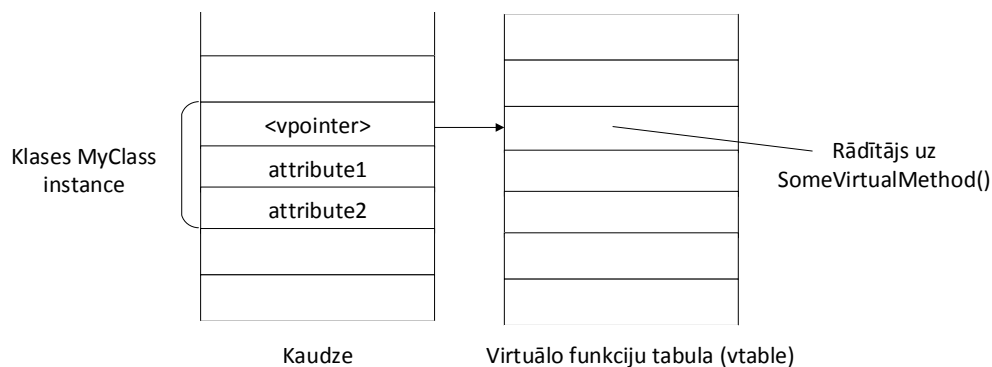 Klases MyClass
instance
<vpointer>
attribute1
attribute2
Rādītājs uz
SomeVirtualMethod()
Kaudze
Virtuālo funkciju tabula (vtable)